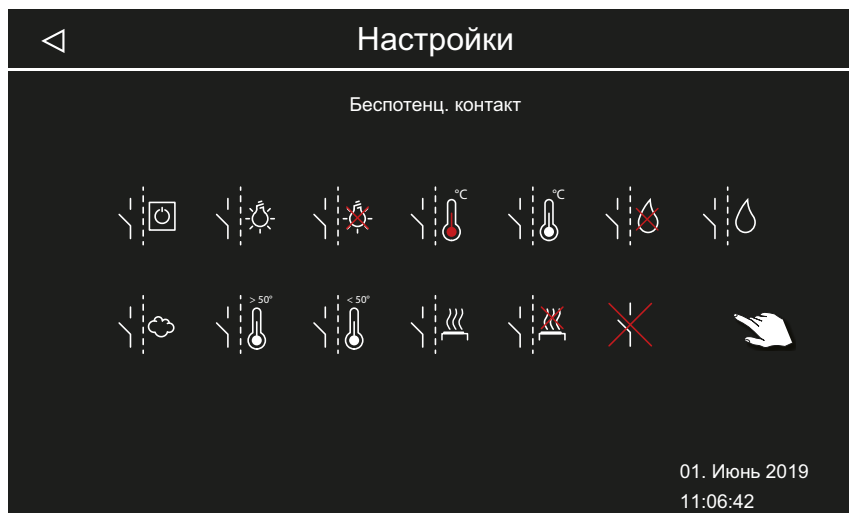 Настройки
Беспотенц. контакт
°C °C
> 50° < 50°
01. Июнь 2019
11:06:42